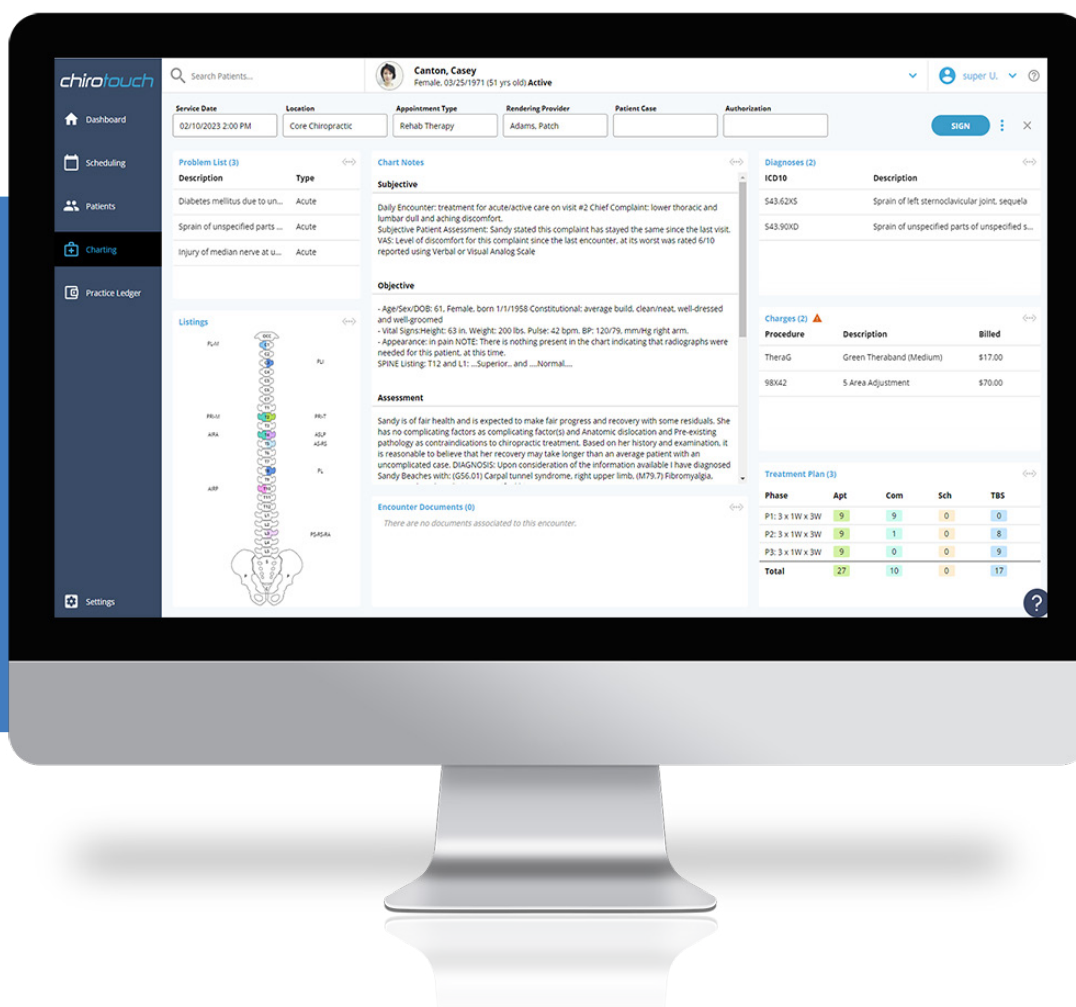 chirotouch
Search Patients...
Canton, Casey
Female, 03/25/1971 (51 yrs old) Active
super U.
Dashboard
Scheduling
Patients
Charting
Practice Ledger
Settings
Service Date
Location
Appointment Type
Rendering Provider
Patient Case
Authorization
02/10/2023 2:00 PM
Core Chiropractic
Rehab Therapy
Adams, Patch
SIGN
Problem List (3)
Description Type
Diabetes mellitus due to un... Acute
Sprain of unspecified parts ... Acute
Injury of median nerve at u... Acute
Listings
Chart Notes
Subjective
Daily Encounter: treatment for acute/active care on visit #2 Chief Complaint: lower thoracic and
lumbar dull and aching discomfort.
Subjective Patient Assessment: Sandy stated this complaint has stayed the same since the last visit.
VAS: Level of discomfort for this complaint since the last encounter, at its worst was rated 6/10
reported using Verbal or Visual Analog Scale
Objective
- Age/Sex/DOB: 61, Female, born 1/1/1958 Constitutional: average build, clean/neat, well-dressed
and well-groomed
- Vital Signs:Height: 63 in. Weight: 200 lbs. Pulse: 42 bpm. BP: 120/79. mm/Hg right arm.
- Appearance: in pain NOTE: There is nothing present in the chart indicating that radiographs were
needed for this patient, at this time.
SPINE Listing: T12 and L1: ...Superior.. and ....Normal....
Assessment
Sandy is of fair health and is expected to make fair progress and recovery with some residuals. She
has no complicating factors as complicating factor(s) and Anatomic dislocation and Pre-existing
pathology as contraindications to chiropractic treatment. Based on her history and examination, it
is reasonable to believe that her recovery may take longer than an average patient with an
uncomplicated case. DIAGNOSIS: Upon consideration of the information available I have diagnosed
Sandy Beaches with: (G56.01) Carpal tunnel syndrome, right upper limb, (M79.7) Fibromyalgia,
Encounter Documents (0)
There are no documents associated to this encounter.
Diagnoses (2)
ICD10 Description
S43.62XS Sprain of left sternoclavicular joint, sequela
S43.90XD Sprain of unspecified parts of unspecified s...
Charges (2)
Procedure Description Billed
TheraG Green Theraband (Medium) $17.00
98X42 5 Area Adjustment $70.00
Treatment Plan (3)
Phase Apt Com Sch TBS
P1: 3 x 1W x 3W 9 9 0 0
P2: 3 x 1W x 3W 9 1 0 8
P3: 3 x 1W x 3W 9 0 0 9
Total 27 10 0 17
?